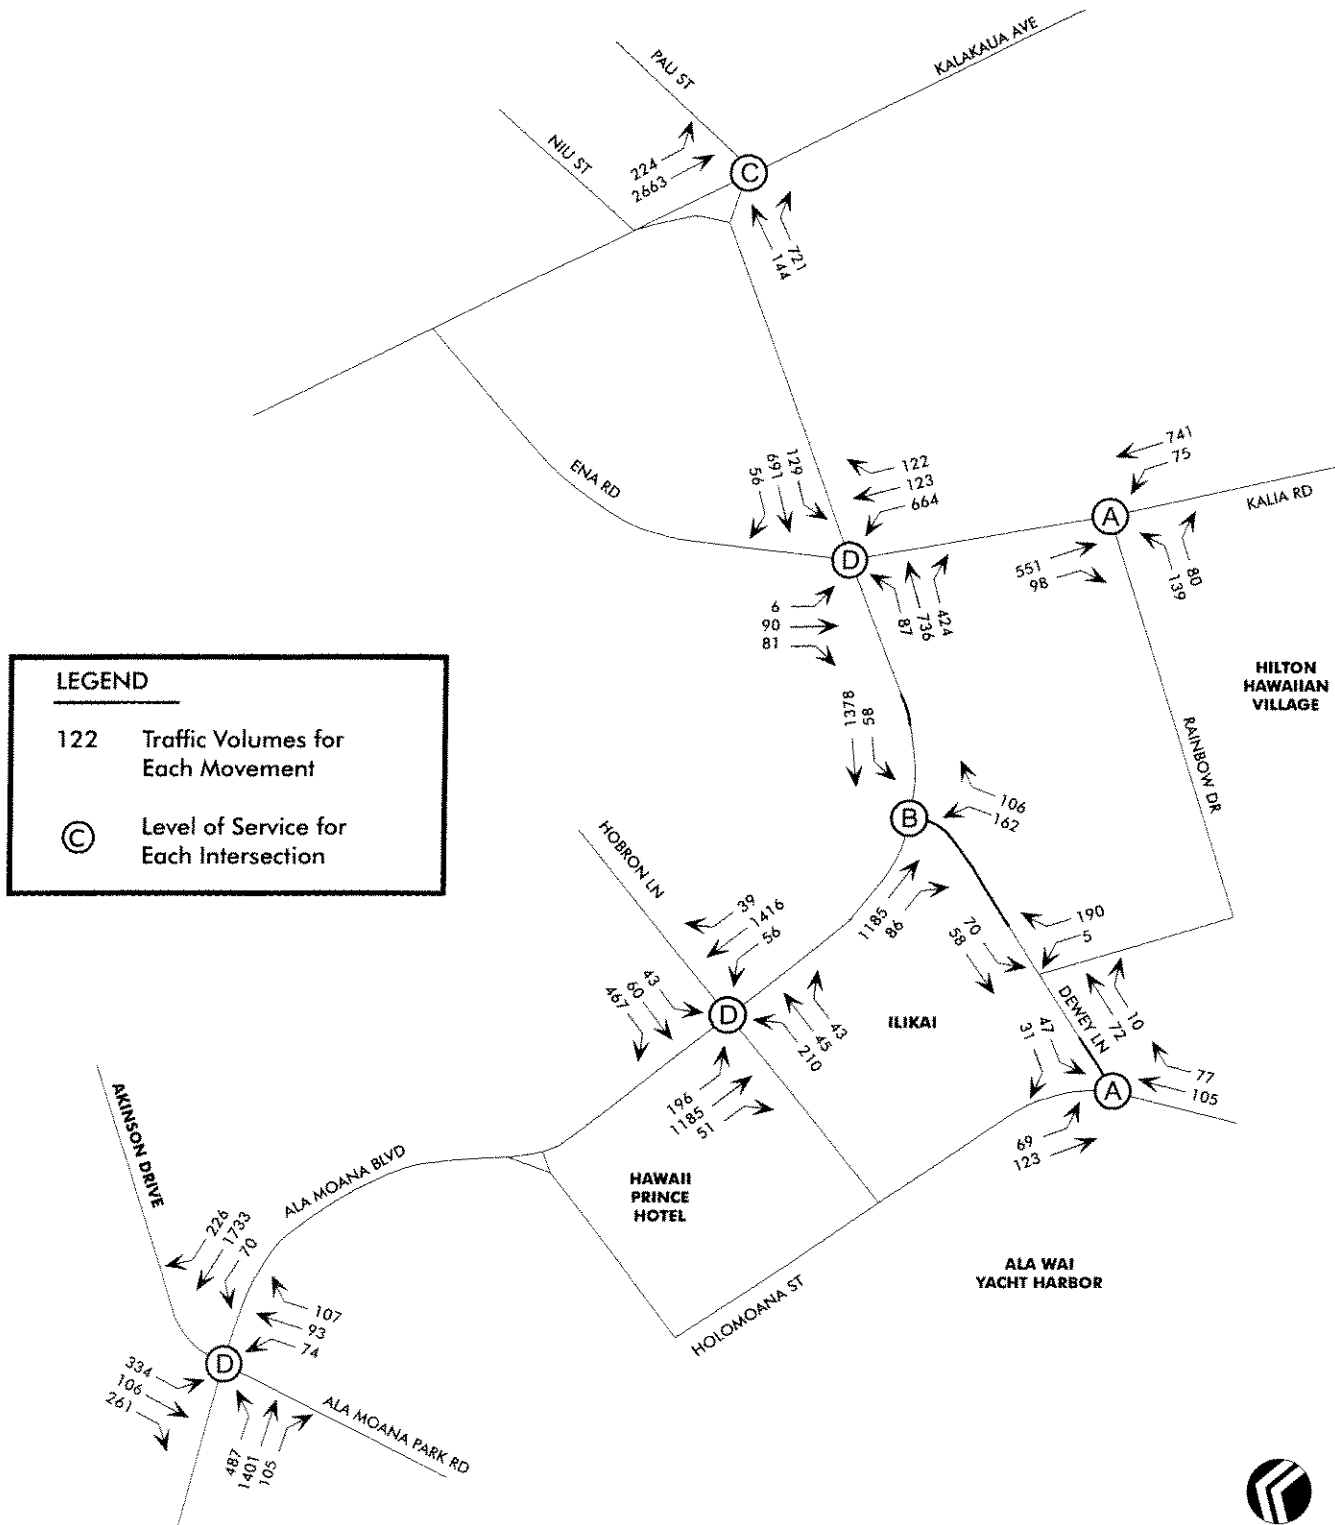 KALAKAUA AVE
PAU ST
NIU ST
224
2663
C
721
144
741
75
KALIA RD
ENA RD
56
691
129
122
123
664
A
551
98
80
139
D
6
90
81
87
736
424
LEGEND
122 Traffic Volumes for
Each Movement
C Level of Service for
Each Intersection
HILTON
HAWAIIAN
VILLAGE
RAINBOW DR
1378
58
106
162
B
HOBRON LN
1185
86
39
1416
56
190
5
70
58
DEWEY LN
10
72
43
60
467
D
43
45
210
ILIKAI
47
31
77
105
A
69
123
196
1185
51
AKINSON DRIVE
ALA MOANA BLVD
HAWAII
PRINCE
HOTEL
226
1733
70
107
93
74
ALA WAI
YACHT HARBOR
HOLOMOANA ST
D
334
106
261
487
1401
105
ALA MOANA PARK RD